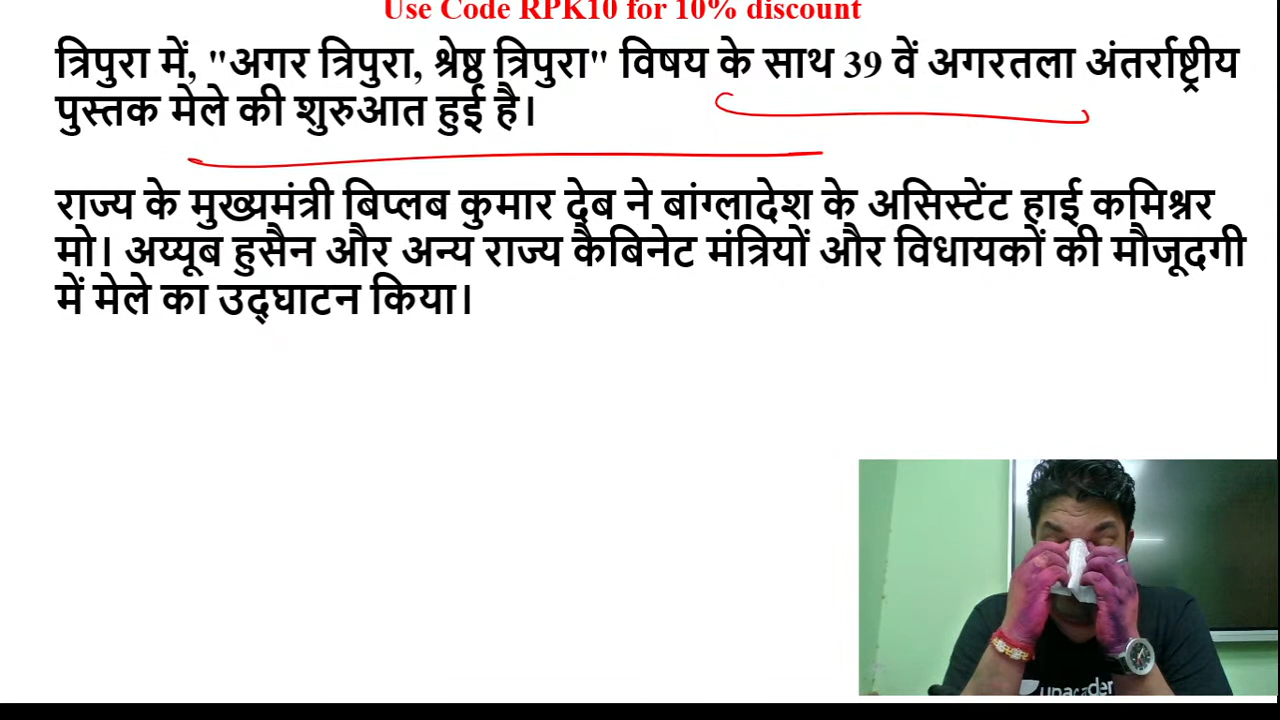 Use Code RPK10 for 10% discount
त्रिपुरा में, "अगर त्रिपुरा, श्रेष्ठ त्रिपुरा" विषय के साथ 39 वें अगरतला अंतर्राष्ट्रीय
पुस्तक मेले की शुरुआत हुई है।
राज्य के मुख्यमंत्री बिप्लब कुमार देब ने बांग्लादेश के असिस्टेंट हाई कमिश्नर
मो। अय्यूब हुसैन और अन्य राज्य कैबिनेट मंत्रियों और विधायकों की मौजूदगी
में मेले का उद्घाटन किया।